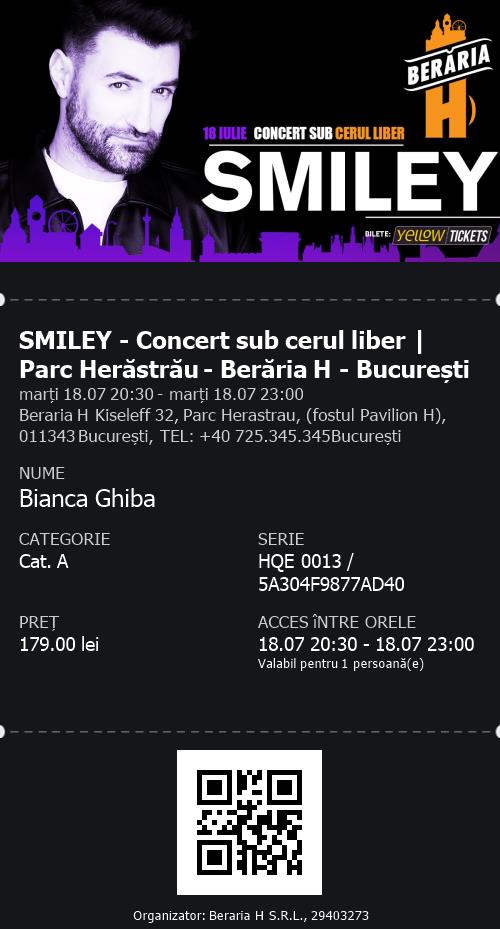 BERĂRIA
H
18 IULIE CONCERT SUB CERUL LIBER
SMILEY
BILETE: YELLOW TICKETS
SMILEY - Concert sub cerul liber |
Parc Herăstrău - Berăria H - București
marți 18.07 20:30 - marți 18.07 23:00
Beraria H Kiseleff 32, Parc Herastrau, (fostul Pavilion H),
011343 București, TEL: +40 725.345.345București
NUME
Bianca Ghiba
CATEGORIE
Cat. A
SERIE
HQE 0013 /
5A304F9877AD40
PREȚ
179.00 lei
ACCES ÎNTRE ORELE
18.07 20:30 - 18.07 23:00
Valabil pentru 1 persoană(e)
Organizator: Beraria H S.R.L., 29403273